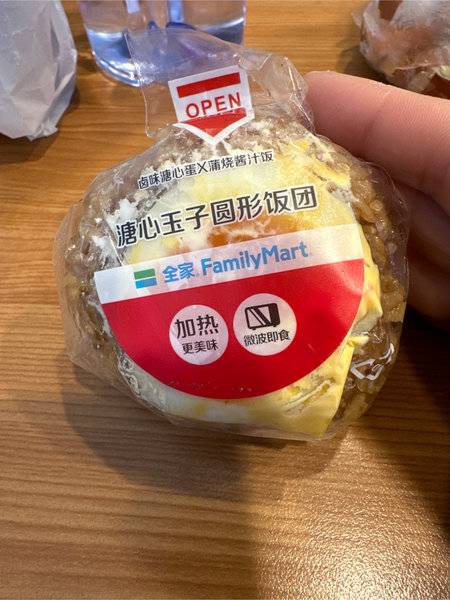 OPEN
卤味溏心蛋X蒲烧酱汁饭
溏心玉子圆形饭团
全家 FamilyMart
加热
更美味
微波即食